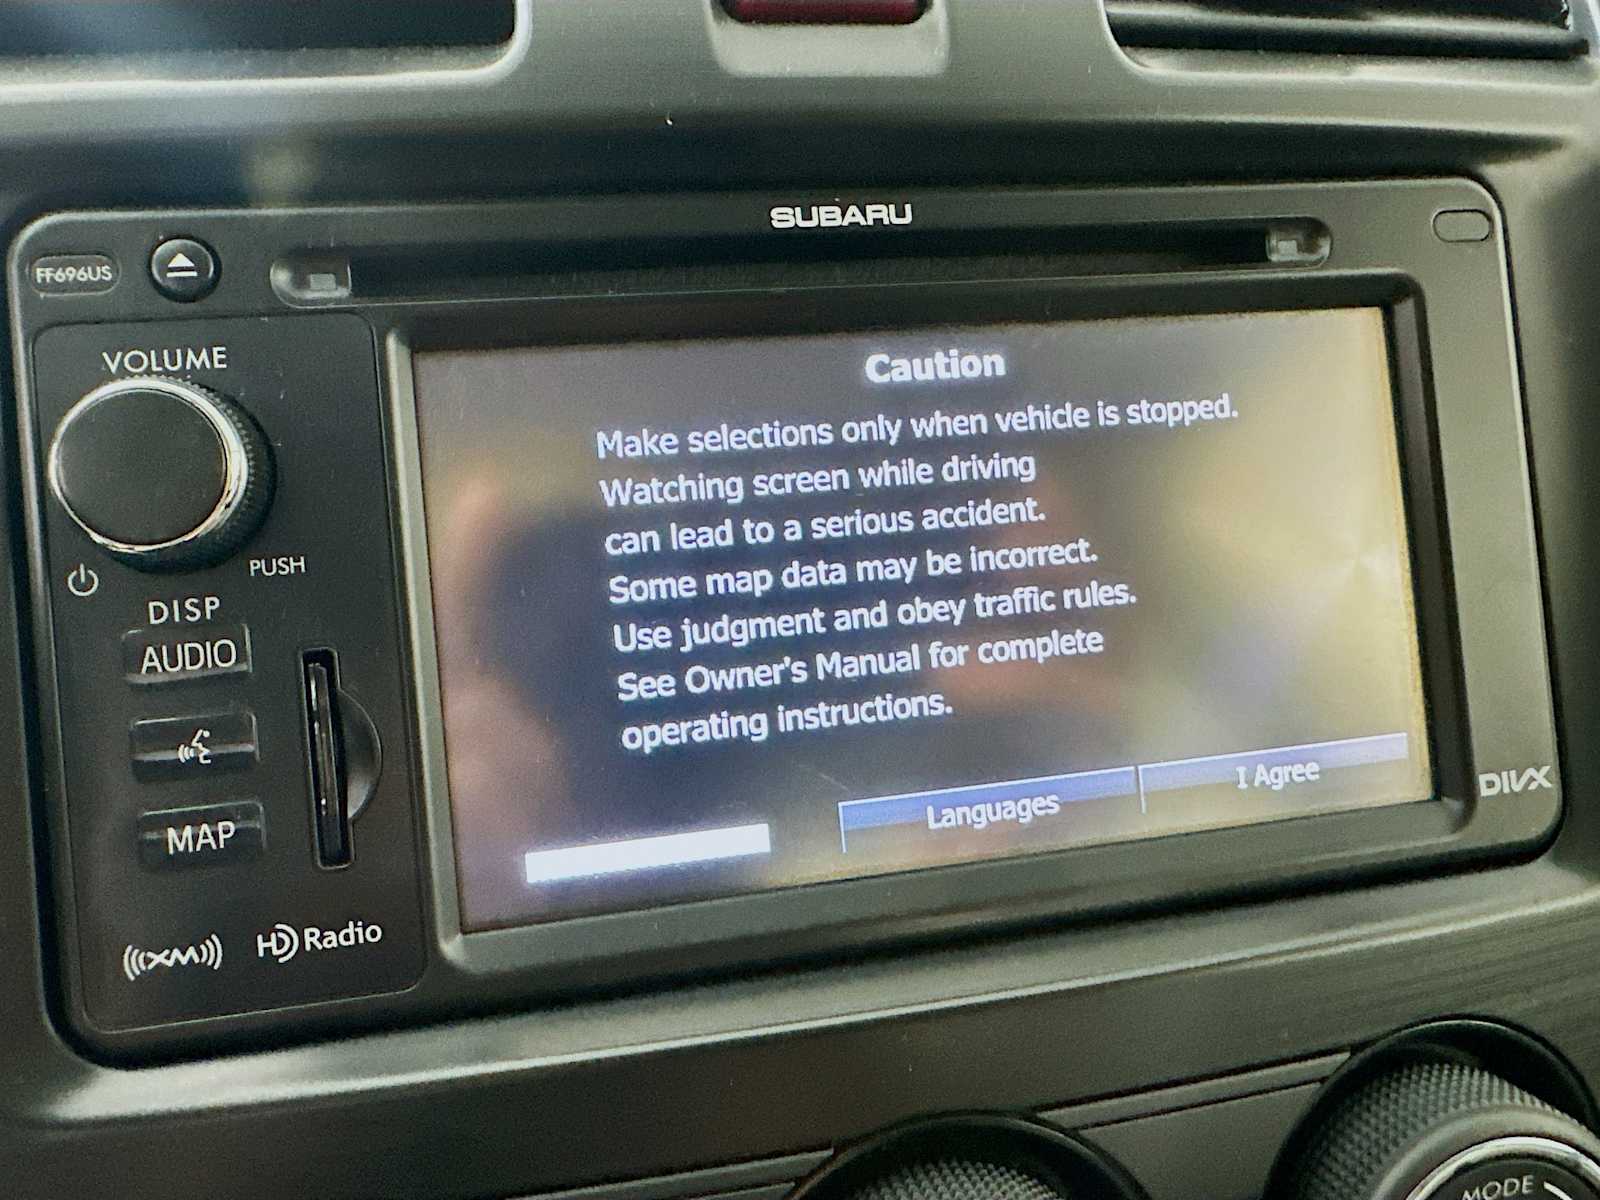 SUBARU
FF696US
VOLUME
PUSH
DISP
AUDIO
MAP
XM
HD Radio
Caution
Make selections only when vehicle is stopped.
Watching screen while driving
can lead to a serious accident.
Some map data may be incorrect.
Use judgment and obey traffic rules.
See Owner's Manual for complete
operating instructions.
Languages
I Agree
DIVX
MODE